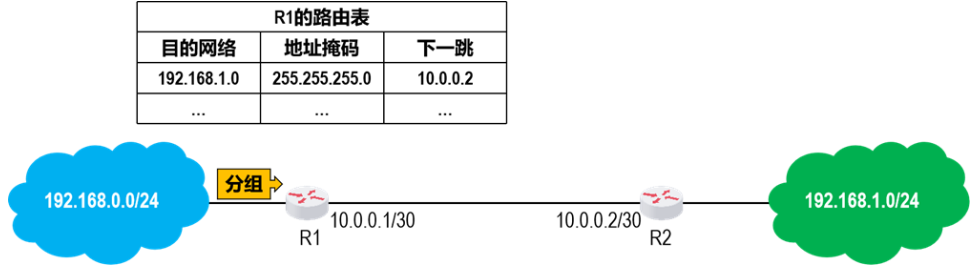 R1的路由表
目的网络 地址掩码 下一跳
192.168.1.0 255.255.255.0 10.0.0.2
... ... ...
192.168.0.0/24 分组 192.168.1.0/24
10.0.0.1/30 10.0.0.2/30
R1 R2